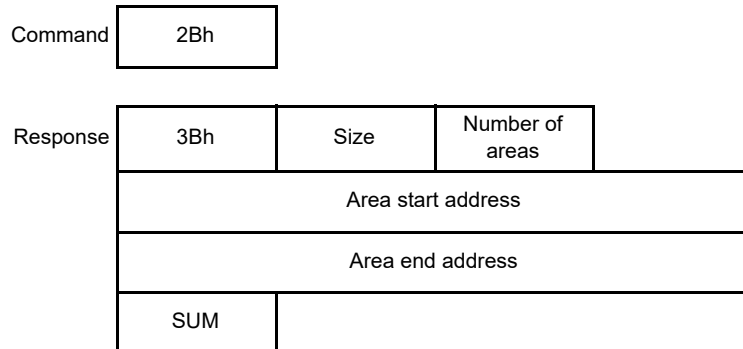 Command 2Bh
Response 3Bh Size Number of
areas
Area start address
Area end address
SUM